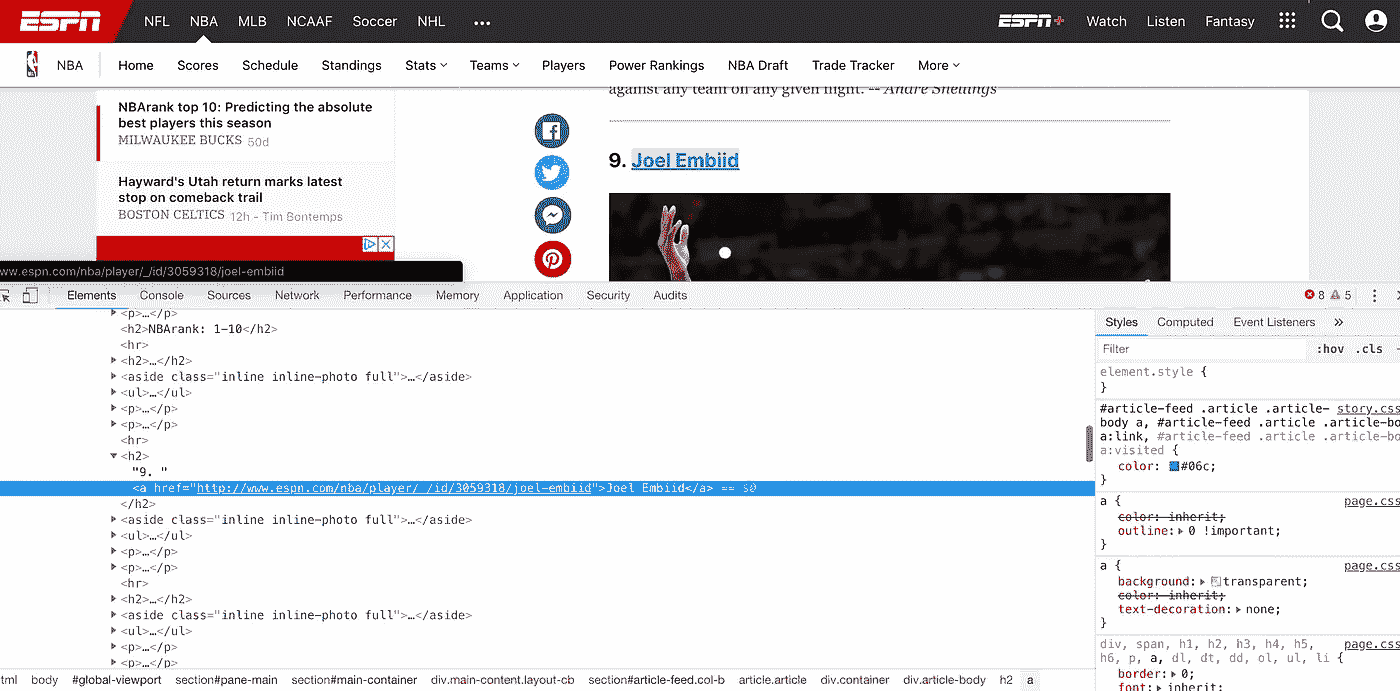 ESPN NFL NBA MLB NCAAF Soccer NHL ••• ESPN+ Watch Listen Fantasy
NBA Home Scores Schedule Standings Stats Teams Players Power Rankings NBA Draft Trade Tracker More
against any team on any given night. -- Andre Snellings
NBArank top 10: Predicting the absolute
best players this season
MILWAUKEE BUCKS 50d
Hayward's Utah return marks latest
stop on comeback trail
BOSTON CELTICS 12h - Tim Bontemps
9. Joel Embiid
ww.espn.com/nba/player/_/id/3059318/joel-embiid
Elements Console Sources Network Performance Memory Application Security Audits 8 5
<p>…</p>
<h2>NBArank: 1-10</h2>
<hr>
<h2>…</h2>
<aside class="inline inline-photo full">…</aside>
<ul>…</ul>
<p>…</p>
<p>…</p>
<hr>
<h2>
"9. "
<a href="http://www.espn.com/nba/player/_/id/3059318/joel-embiid">Joel Embiid</a> == $0
</h2>
<aside class="inline inline-photo full">…</aside>
<ul>…</ul>
<p>…</p>
<p>…</p>
<hr>
<h2>…</h2>
<aside class="inline inline-photo full">…</aside>
<ul>…</ul>
<p>…</p>
<p>…</p>
Styles Computed Event Listeners »
Filter :hov .cls
element.style {
}
#article-feed .article .article- story.css
body a, #article-feed .article .article-bo
a:link, #article-feed .article .article-bo
a:visited {
color: #06c;
}
a { page.css
color: inherit;
outline: 0 !important;
}
a { page.css
background: transparent;
color: inherit;
text-decoration: none;
}
div, span, h1, h2, h3, h4, h5, page.css
h6, p, a, dl, dt, dd, ol, ul, li {
border: 0;
font: inherit;
tml body #global-viewport section#pane-main section#main-container div.main-content.layout-cb section#article-feed.col-b article.article div.container div.article-body h2 a